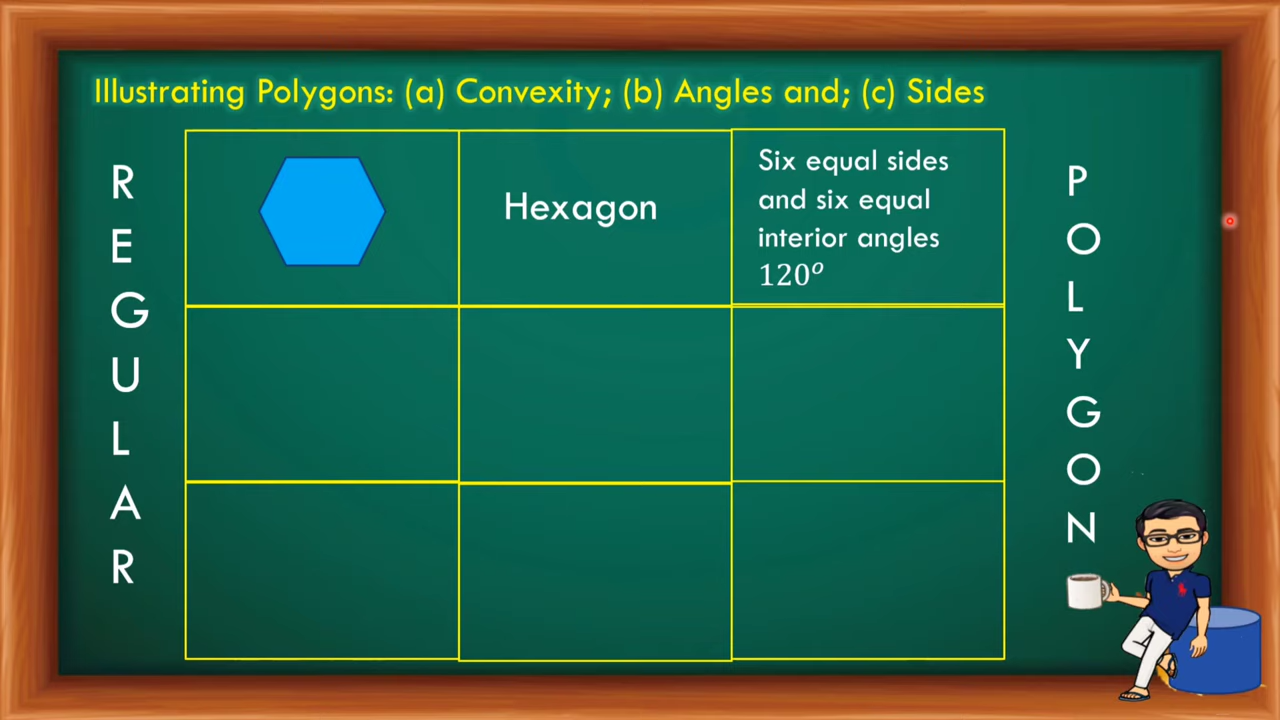 Illustrating Polygons: (a) Convexity; (b) Angles and; (c) Sides
R
E
G
U
L
A
R
Hexagon
Six equal sides
and six equal
interior angles
120°
P
O
L
Y
G
O
N